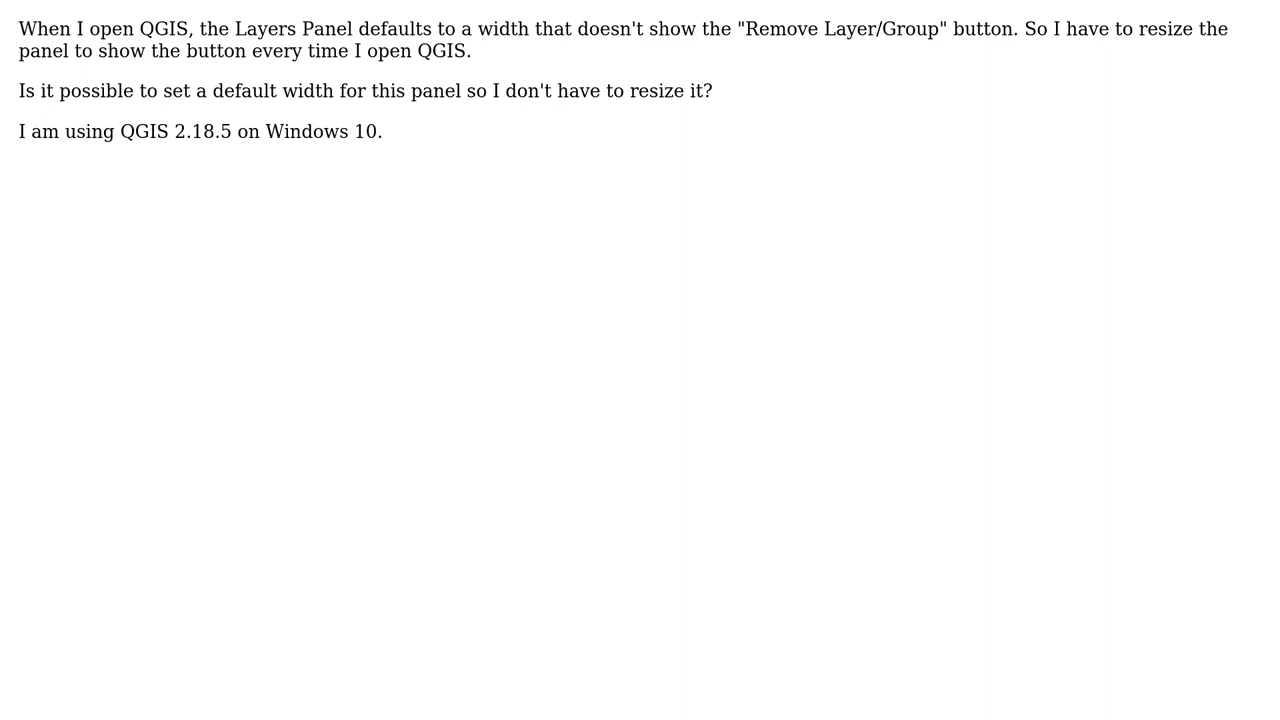 When I open QGIS, the Layers Panel defaults to a width that doesn't show the "Remove Layer/Group" button. So I have to resize the
panel to show the button every time I open QGIS.
Is it possible to set a default width for this panel so I don't have to resize it?
I am using QGIS 2.18.5 on Windows 10.